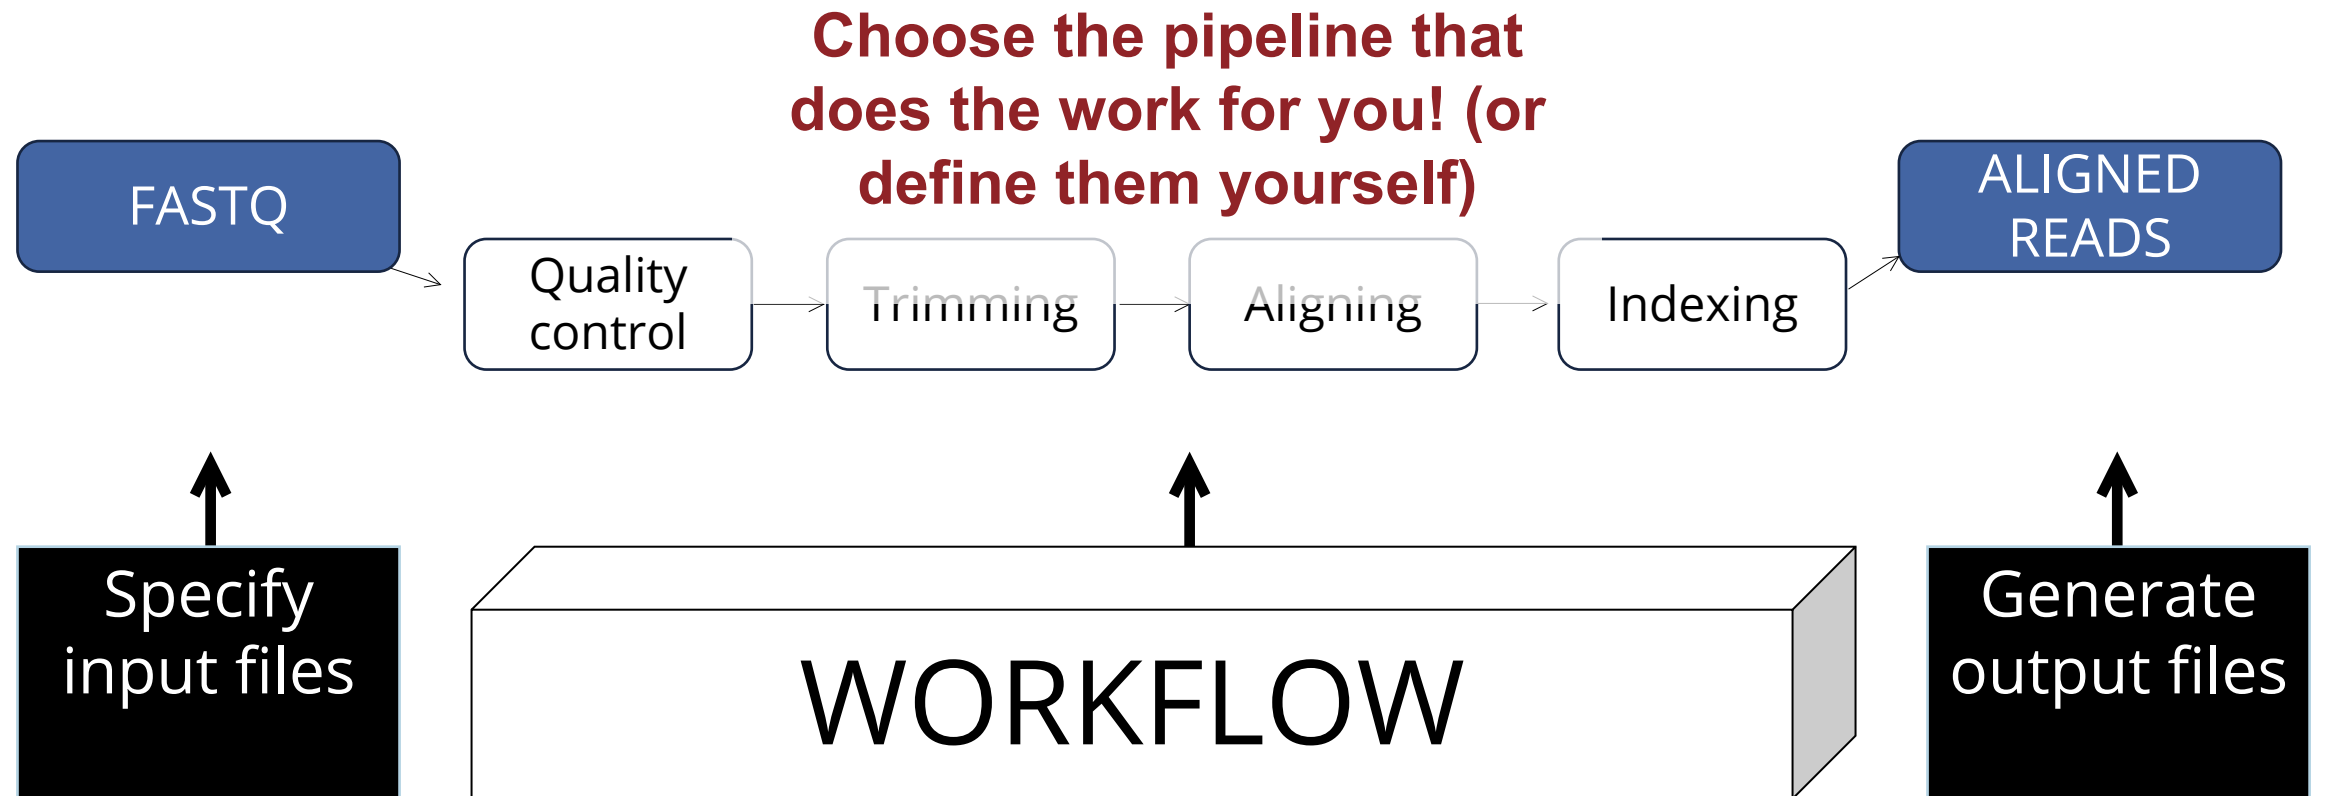 Choose the pipeline that
does the work for you! (or
define them yourself)
FASTQ
Quality
control
Trimming
Aligning
Indexing
ALIGNED
READS
Specify
input files
WORKFLOW
Generate
output files